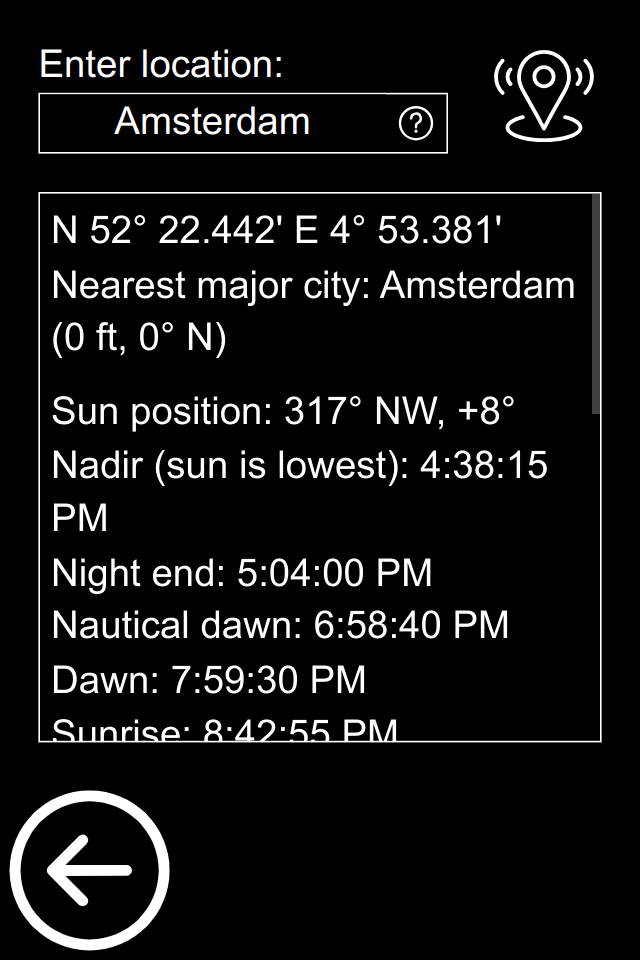 Enter location:
Amsterdam ?
N 52° 22.442' E 4° 53.381'
Nearest major city: Amsterdam
(0 ft, 0° N)
Sun position: 317° NW, +8°
Nadir (sun is lowest): 4:38:15
PM
Night end: 5:04:00 PM
Nautical dawn: 6:58:40 PM
Dawn: 7:59:30 PM
Sunrise: 8:42:55 PM